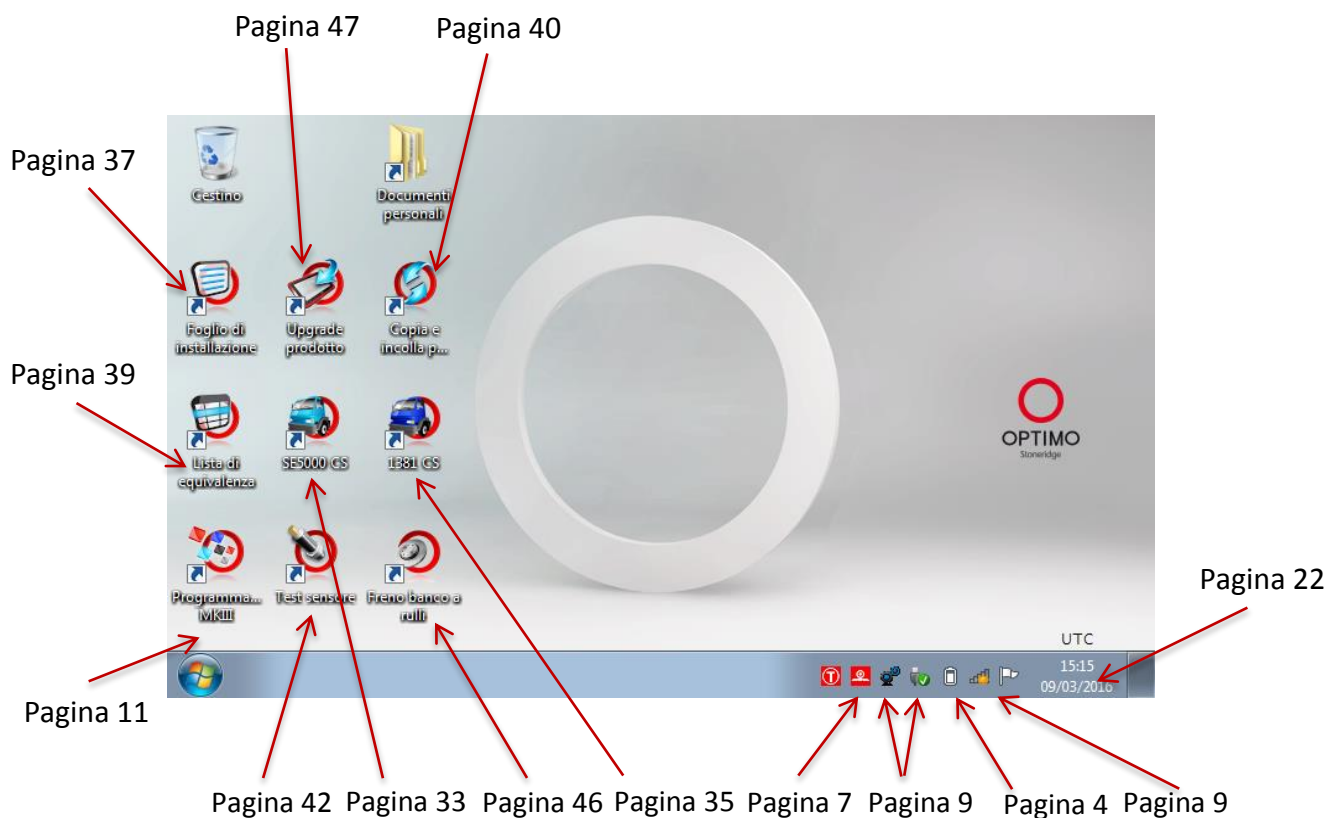 Pagina 47
Pagina 40
Pagina 37
Cestino
Documenti
personali
Foglio di
installazione
Upgrade
prodotto
Copia e
incolla p...
Pagina 39
Lista di
equivalenza
SE5000 CS
1381 CS
OPTIMO
Stoneridge
Programma...
MKIII
Test sensore
Freno banco a
rulli
Pagina 22
UTC
15:15
09/03/2016
Pagina 11
Pagina 42
Pagina 33
Pagina 46
Pagina 35
Pagina 7
Pagina 9
Pagina 4
Pagina 9